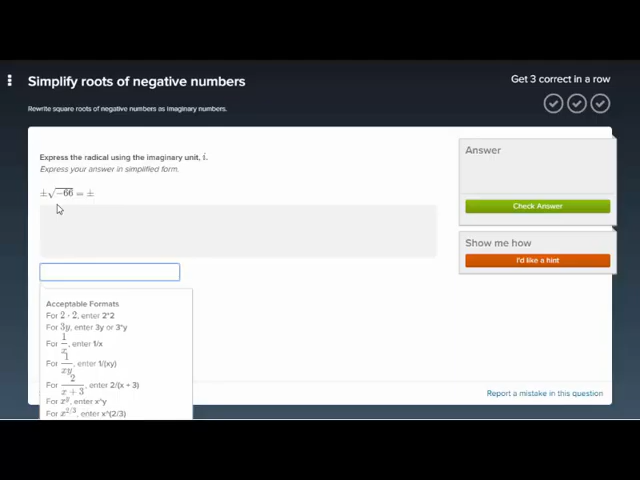 Simplify roots of negative numbers
Get 3 correct in a row
Rewrite square roots of negative numbers as imaginary numbers.
Express the radical using the imaginary unit, i.
Express your answer in simplified form.
±√−66 = ±
Answer
Check Answer
Show me how
I'd like a hint
Acceptable Formats
For 2 · 2, enter 2*2
For 3y, enter 3y or 3*y
For 1/x, enter 1/x
For 1/xy, enter 1/(xy)
For 2/x + 3, enter 2/(x + 3)
For x^y, enter x^y
For x^2/3, enter x^(2/3)
Report a mistake in this question